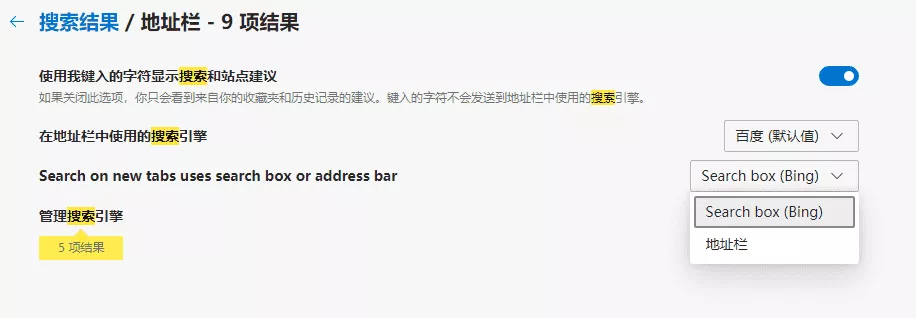 搜索结果 / 地址栏 - 9 项结果
使用我键入的字符显示搜索和站点建议
如果关闭此选项，你只会看到来自你的收藏夹和历史记录的建议。键入的字符不会发送到地址栏中使用的搜索引擎。
在地址栏中使用的搜索引擎 百度 (默认值)
Search on new tabs uses search box or address bar Search box (Bing)
Search box (Bing)
地址栏
管理搜索引擎
5 项结果